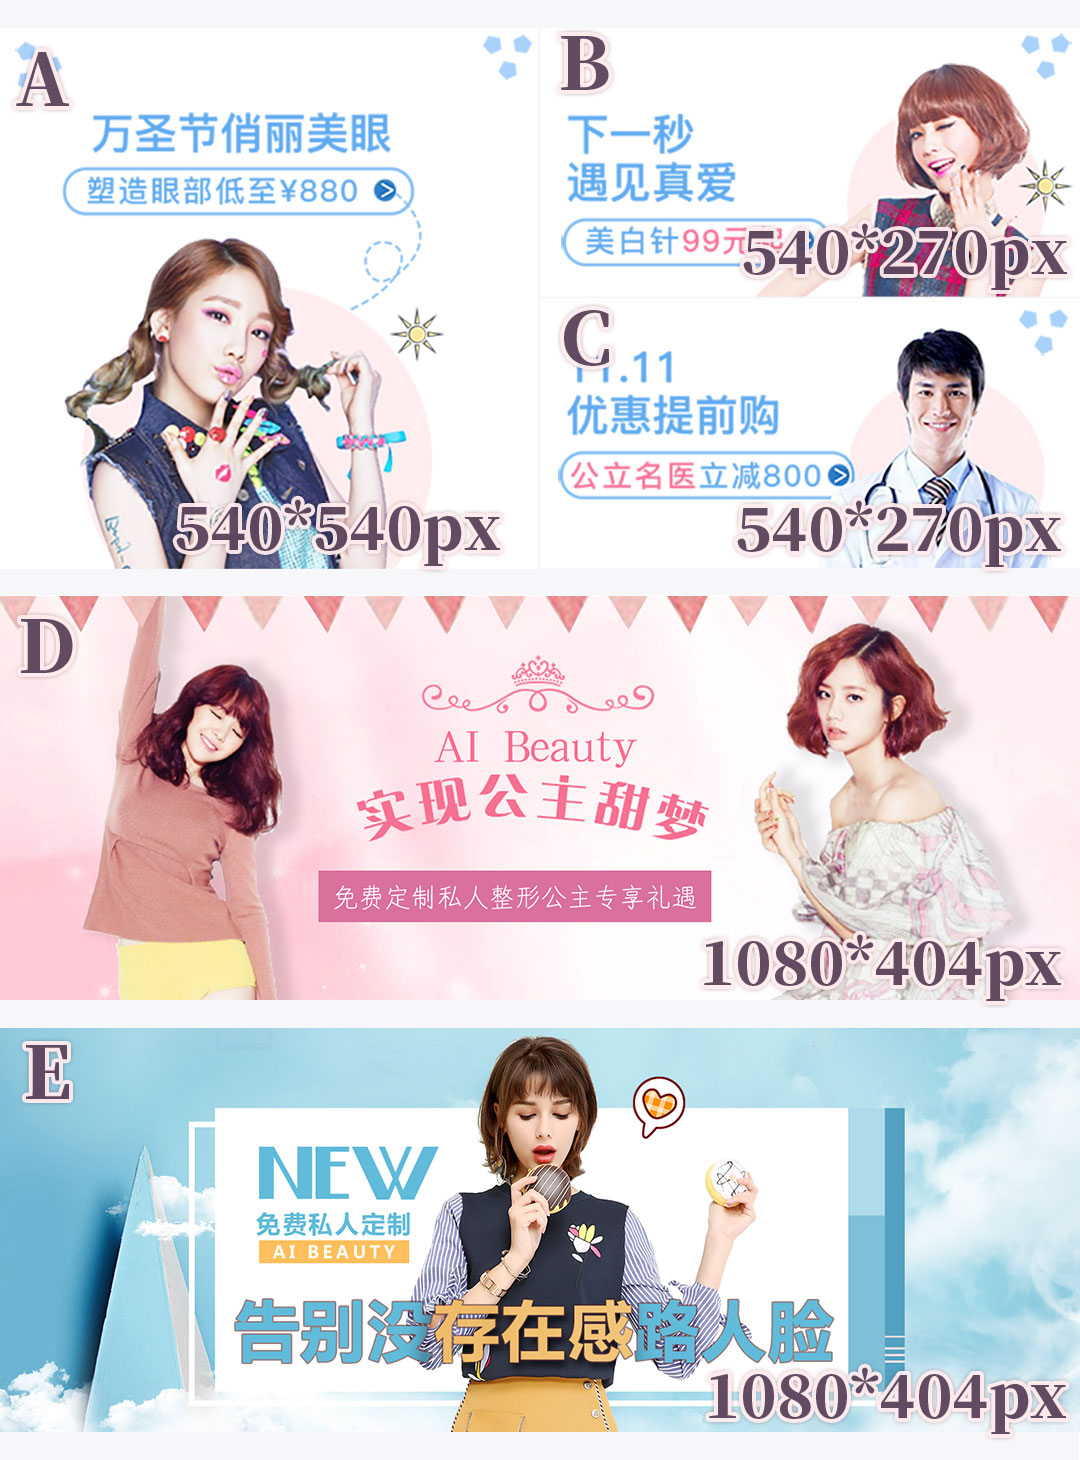 A
万圣节俏丽美眼
塑造眼部低至¥880
540*540px
B
下一秒
遇见真爱
美白针99元起
540*270px
C
11.11
优惠提前购
公立名医立减800
540*270px
D
AI Beauty
实现公主甜梦
免费定制私人整形公主专享礼遇
1080*404px
E
NEW
免费私人定制
AI BEAUTY
告别没存在感路人脸
1080*404px